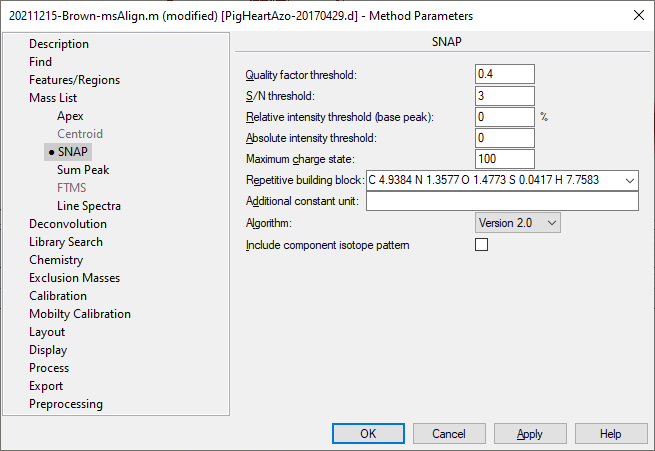 20211215-Brown-msAlign.m (modified) [PigHeartAzo-20170429.d] - Method Parameters
Description
Find
Features/Regions
Mass List
Apex
Centroid
SNAP
Sum Peak
FTMS
Line Spectra
Deconvolution
Library Search
Chemistry
Exclusion Masses
Calibration
Mobilty Calibration
Layout
Display
Process
Export
Preprocessing
SNAP
Quality factor threshold: 0.4
S/N threshold: 3
Relative intensity threshold (base peak): 0 %
Absolute intensity threshold: 0
Maximum charge state: 100
Repetitive building block: C 4.9384 N 1.3577 O 1.4773 S 0.0417 H 7.7583
Additional constant unit:
Algorithm: Version 2.0
Include component isotope pattern
OK Cancel Apply Help